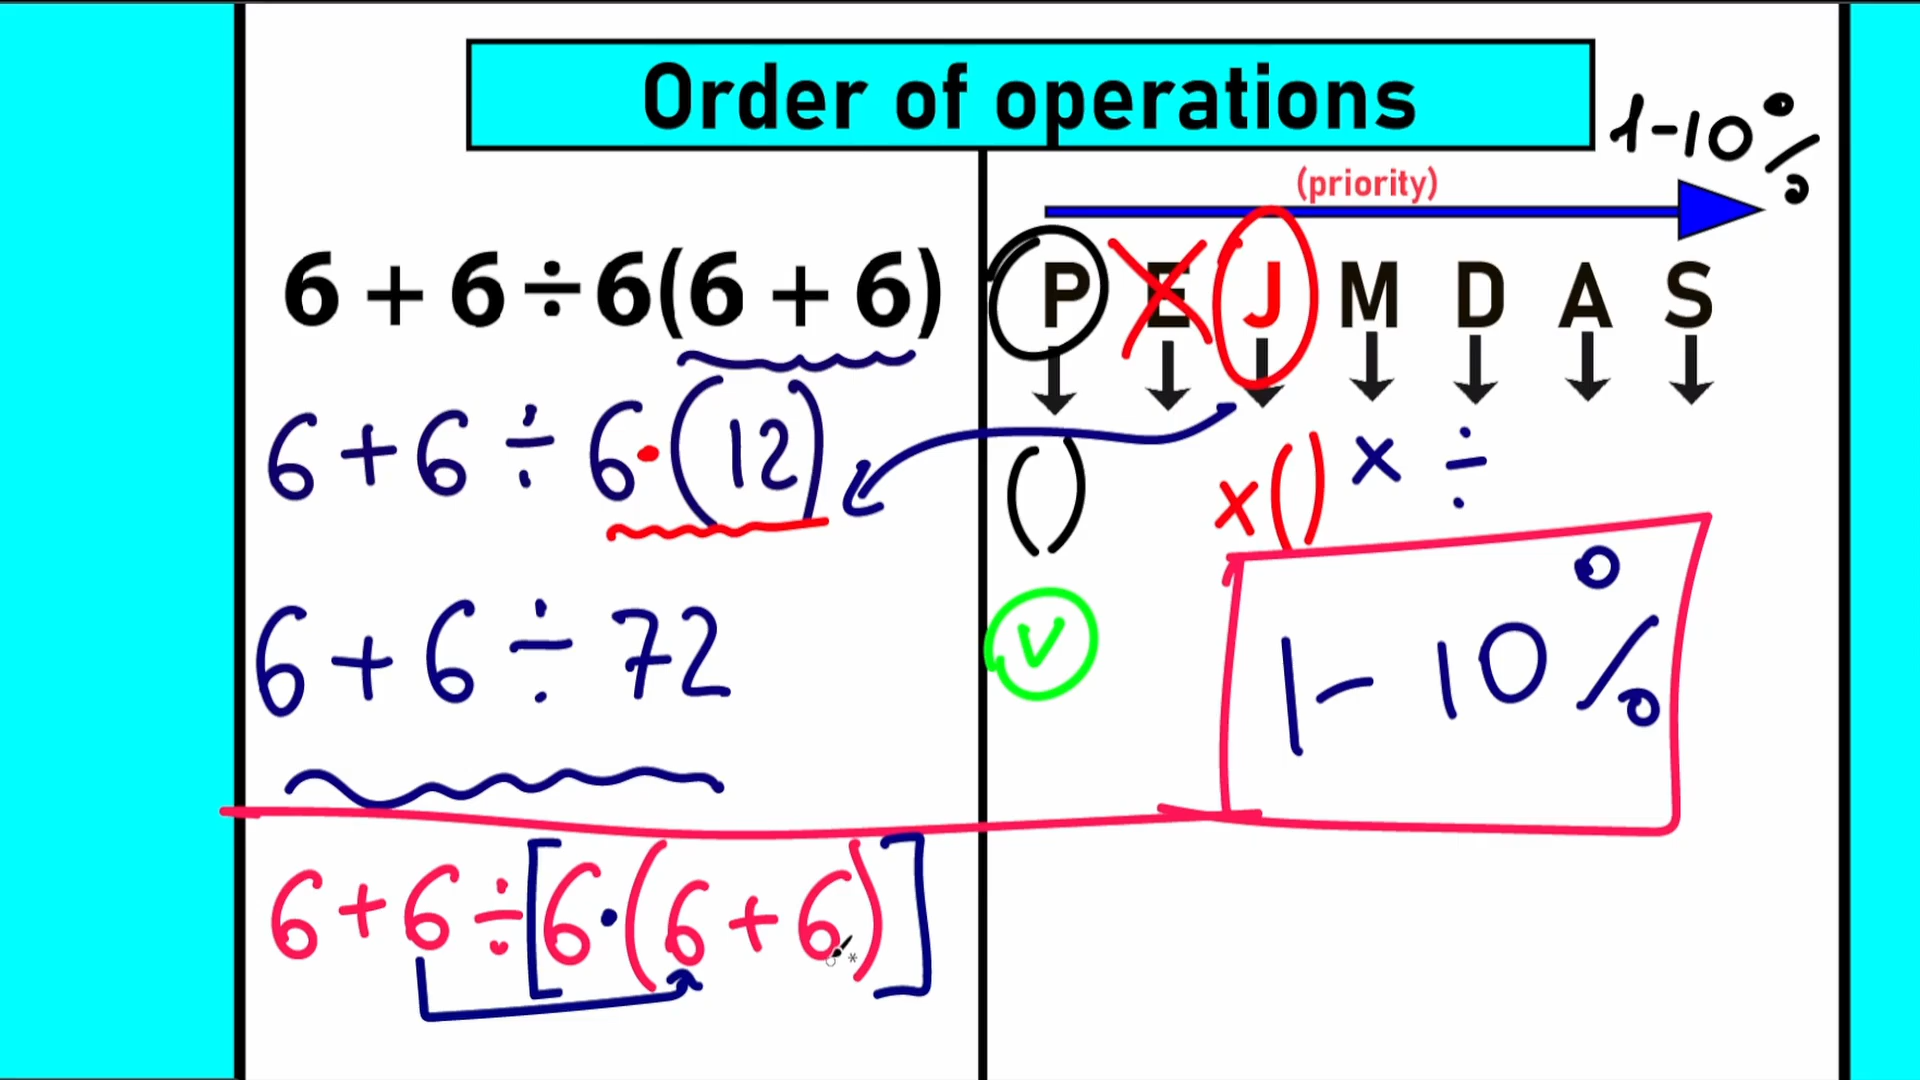 Order of operations
1-10%
(priority)
6 + 6 ÷ 6(6 + 6)
P E J M D A S
6 + 6 ÷ 6·(12)
( ) ×( ) × ÷
6 + 6 ÷ 72
V
1 - 10%
6 + 6 ÷ [6·(6 + 6)]